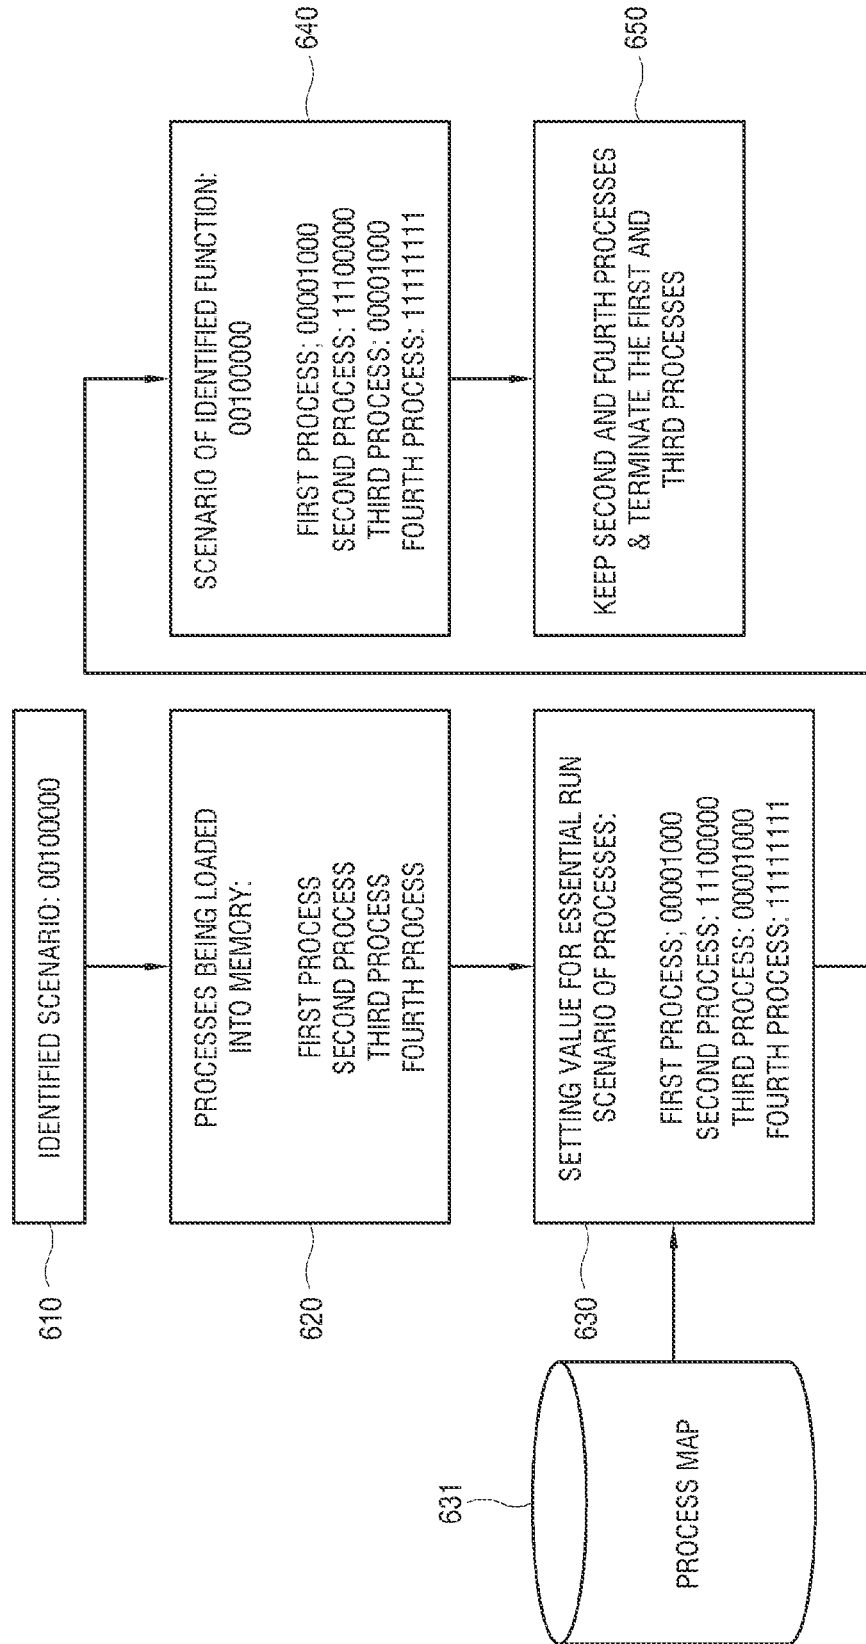 610
IDENTIFIED SCENARIO: 00100000
620
PROCESSES BEING LOADED
INTO MEMORY:
FIRST PROCESS
SECOND PROCESS
THIRD PROCESS
FOURTH PROCESS
631
PROCESS MAP
630
SETTING VALUE FOR ESSENTIAL RUN
SCENARIO OF PROCESSES:
FIRST PROCESS; 00001000
SECOND PROCESS: 11100000
THIRD PROCESS: 00001000
FOURTH PROCESS: 11111111
640
SCENARIO OF IDENTIFIED FUNCTION:
00100000
FIRST PROCESS; 00001000
SECOND PROCESS: 11100000
THIRD PROCESS: 00001000
FOURTH PROCESS: 11111111
650
KEEP SECOND AND FOURTH PROCESSES
& TERMINATE THE FIRST AND
THIRD PROCESSES